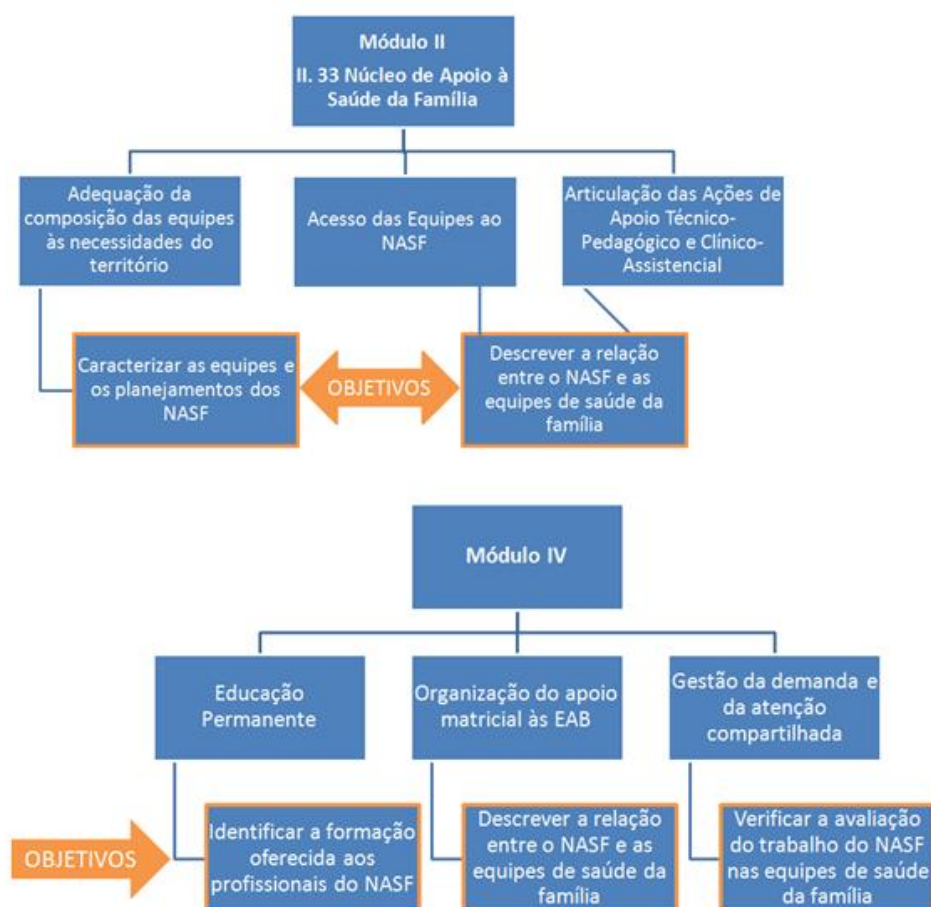 Módulo II
II. 33 Núcleo de Apoio à
Saúde da Família
Adequação da
composição das equipes
às necessidades do
território
Acesso das Equipes ao
NASF
Articulação das Ações de
Apoio Técnico-
Pedagógico e Clínico-
Assistencial
Caracterizar as equipes e
os planejamentos dos
NASF
OBJETIVOS
Descrever a relação
entre o NASF e as
equipes de saúde da
família
Módulo IV
Educação
Permanente
Organização do apoio
matricial às EAB
Gestão da demanda e
da atenção
compartilhada
OBJETIVOS
Identificar a formação
oferecida aos
profissionais do NASF
Descrever a relação
entre o NASF e as
equipes de saúde da
família
Verificar a avaliação
do trabalho do NASF
nas equipes de saúde
da família